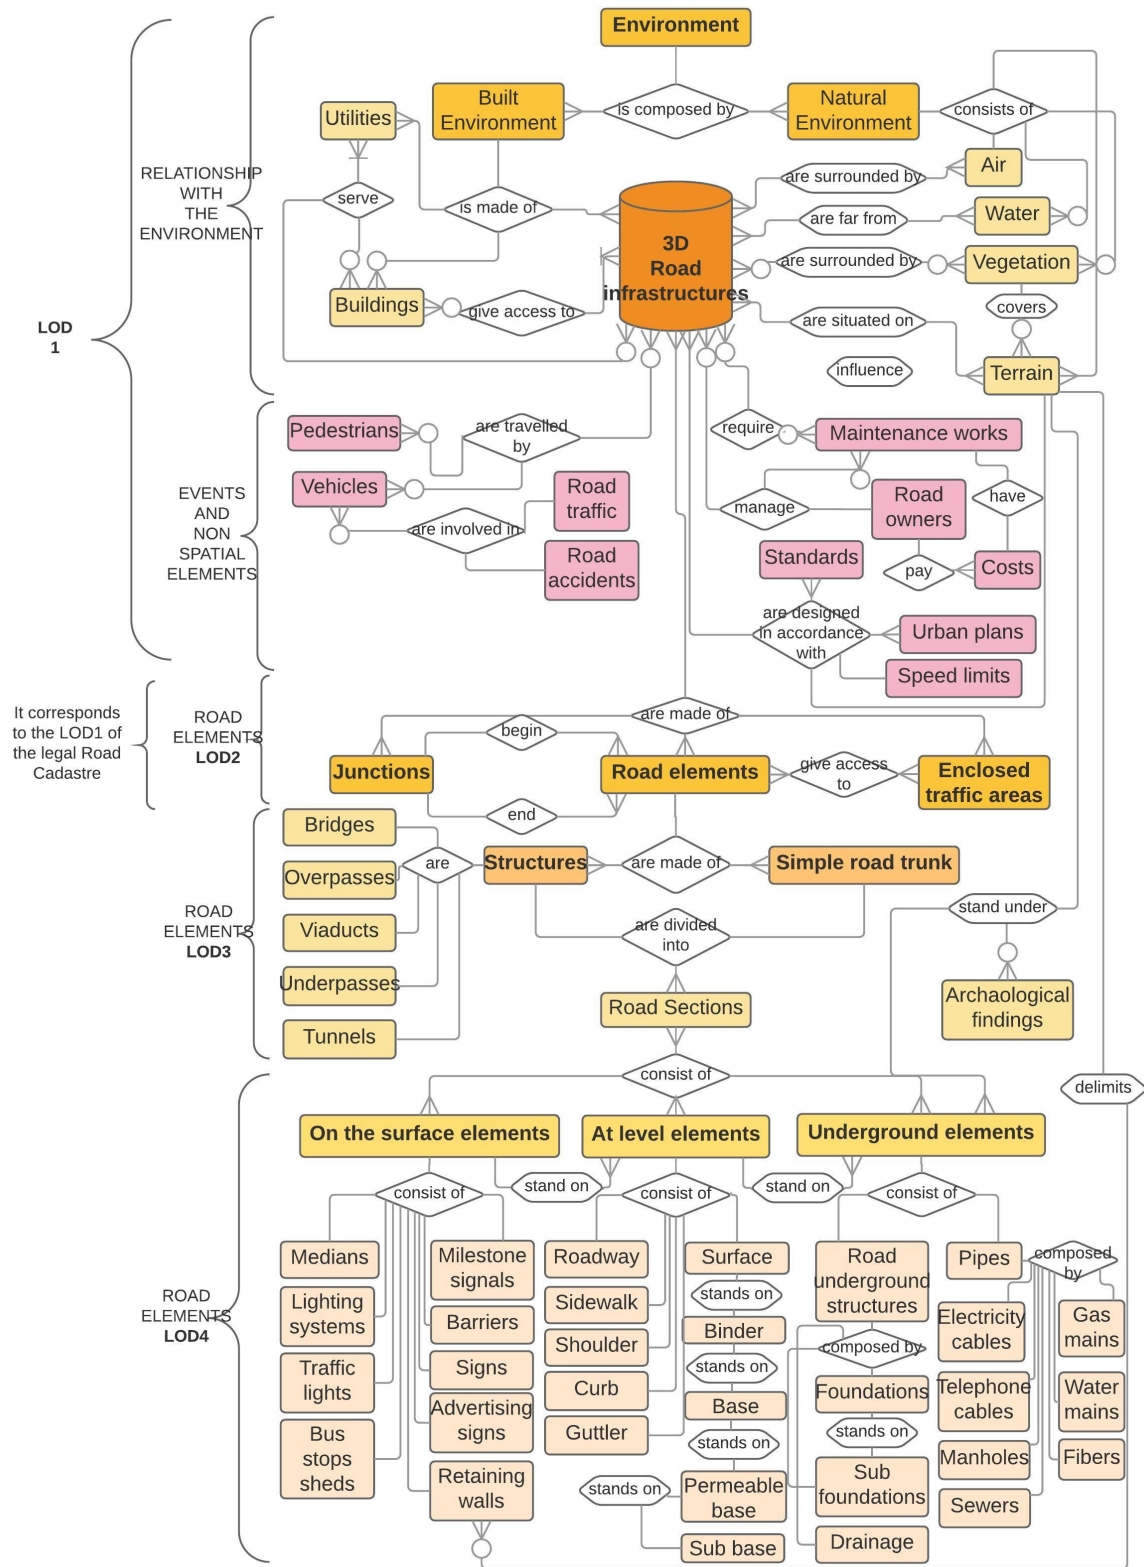 Environment
Built
Environment
is composed by
Natural
Environment
consists of
Utilities
Air
are surrounded by
RELATIONSHIP
WITH
THE
ENVIRONMENT
serve
is made of
are far from
Water
3D
Road
infrastructures
are surrounded by
Vegetation
Buildings
give access to
covers
are situated on
LOD
1
influence
Terrain
Pedestrians
are travelled
by
require
Maintenance works
Vehicles
Road
traffic
EVENTS
AND
NON
SPATIAL
ELEMENTS
manage
Road
owners
have
are involved in
Road
accidents
Standards
pay
Costs
are designed
in accordance
with
Urban plans
Speed limits
It corresponds
to the LOD1 of
the legal Road
Cadastre
ROAD
ELEMENTS
LOD2
are made of
begin
Junctions
Road elements
give access
to
Enclosed
traffic areas
end
Bridges
Structures
are made of
Simple road trunk
are
Overpasses
ROAD
ELEMENTS
LOD3
Viaducts
are divided
into
stand under
Underpasses
Road Sections
Archaological
findings
Tunnels
consist of
delimits
On the surface elements
At level elements
Underground elements
consist of
stand on
consist of
stand on
consist of
Medians
Milestone
signals
Roadway
Surface
Road
underground
structures
Pipes
composed
by
ROAD
ELEMENTS
LOD4
Lighting
systems
Barriers
Sidewalk
stands on
Binder
Electricity
cables
Gas
mains
Traffic
lights
Signs
Shoulder
stands on
composed by
Advertising
signs
Curb
Base
Foundations
Telephone
cables
Water
mains
Bus
stops
sheds
Guttler
stands on
stands on
Manholes
Fibers
Retaining
walls
stands on
Permeable
base
Sub
foundations
Sewers
Sub base
Drainage